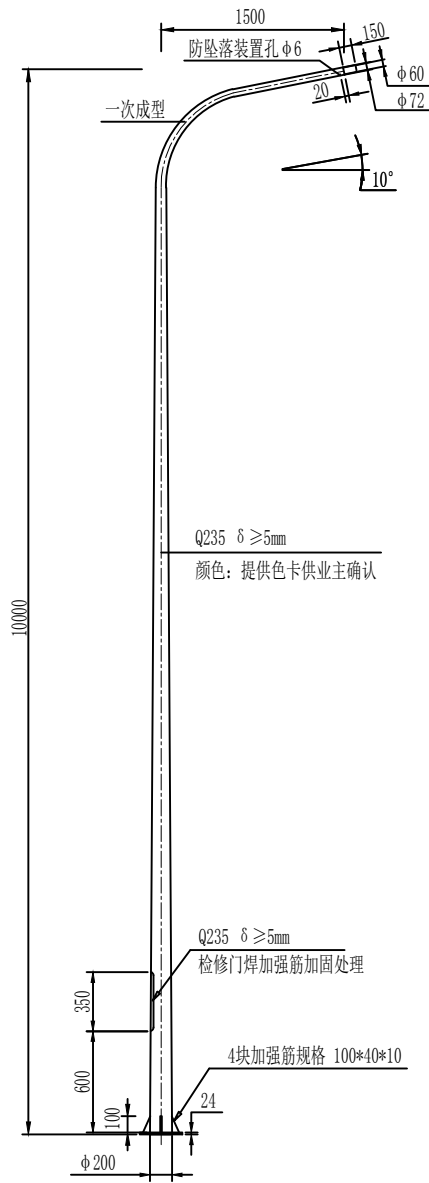 1500
防坠落装置孔φ6
150
φ60
20
φ72
一次成型
10°
Q235 δ≥5mm
颜色：提供色卡供业主确认
10000
Q235 δ≥5mm
检修门焊加强筋加固处理
350
600
4块加强筋规格 100*40*10
100
24
φ200